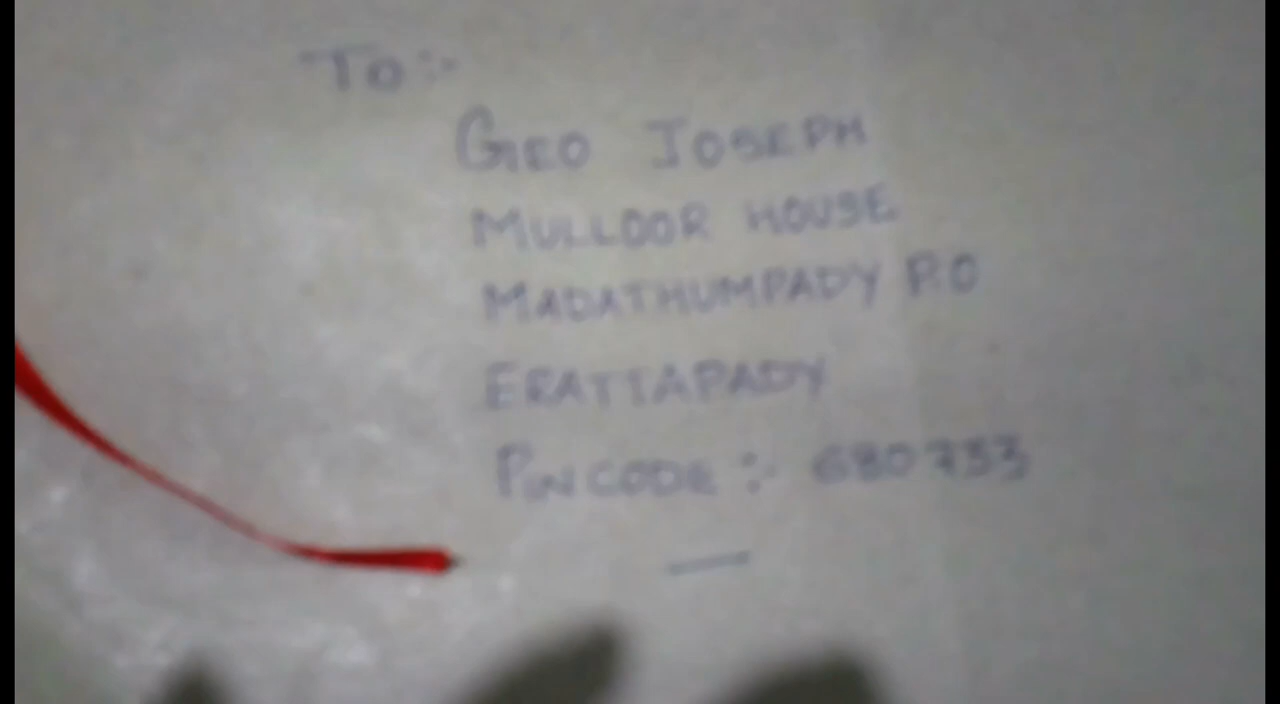 To:-
GEO JOSEPH
MULLOOR HOUSE
MADATHUMPADY P.O
ERATTAPADY
PINCODE :- 680733